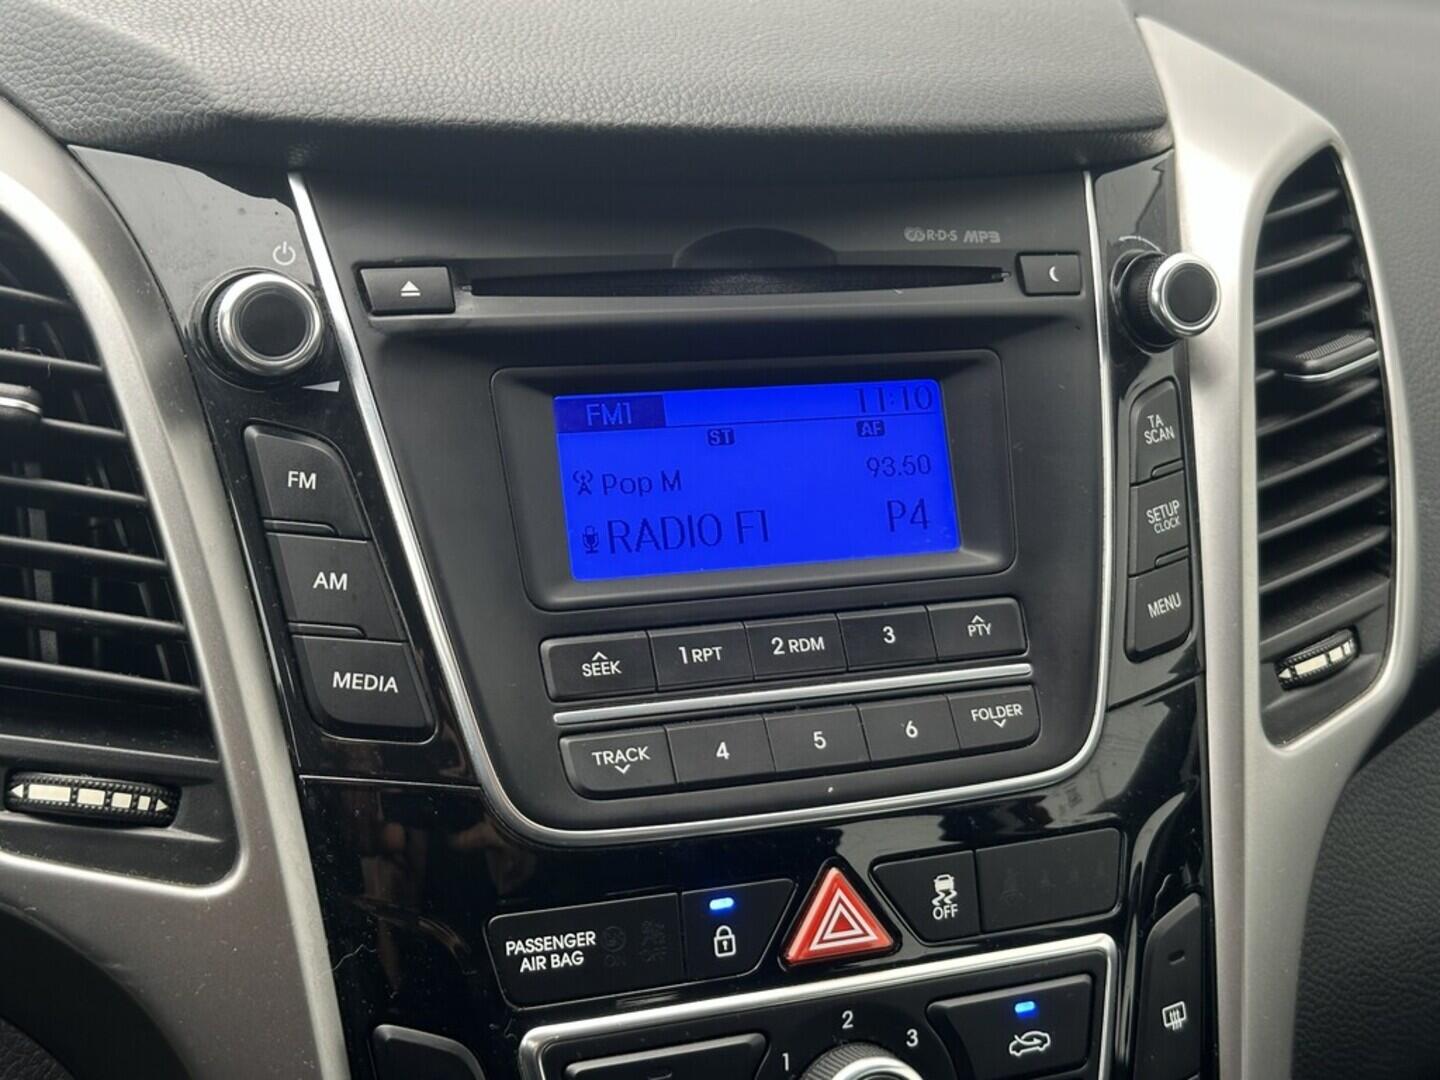 R·D·S MP3
FM1 11:10
ST AF
Pop M 93.50
RADIO F1 P4
FM
AM
MEDIA
TA
SCAN
SETUP
CLOCK
MENU
SEEK 1 RPT 2 RDM 3 PTY
TRACK 4 5 6 FOLDER
PASSENGER
AIR BAG
OFF
1 2 3